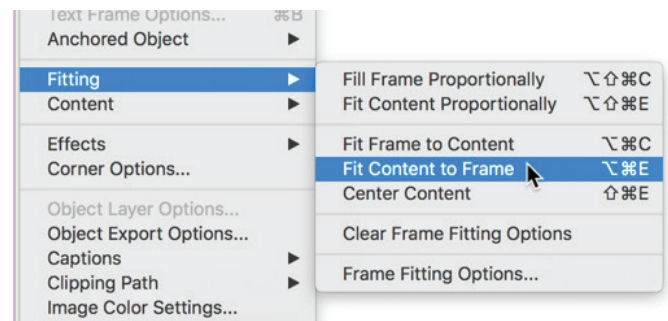 Text Frame Options... ⌘B
Anchored Object ▶
Fitting ▶
Content ▶
Effects ▶
Corner Options...
Object Layer Options...
Object Export Options...
Captions ▶
Clipping Path ▶
Image Color Settings...
Fill Frame Proportionally ⌥⇧⌘C
Fit Content Proportionally ⌥⇧⌘E
Fit Frame to Content ⌥⌘C
Fit Content to Frame ⌥⌘E
Center Content ⇧⌘E
Clear Frame Fitting Options
Frame Fitting Options...